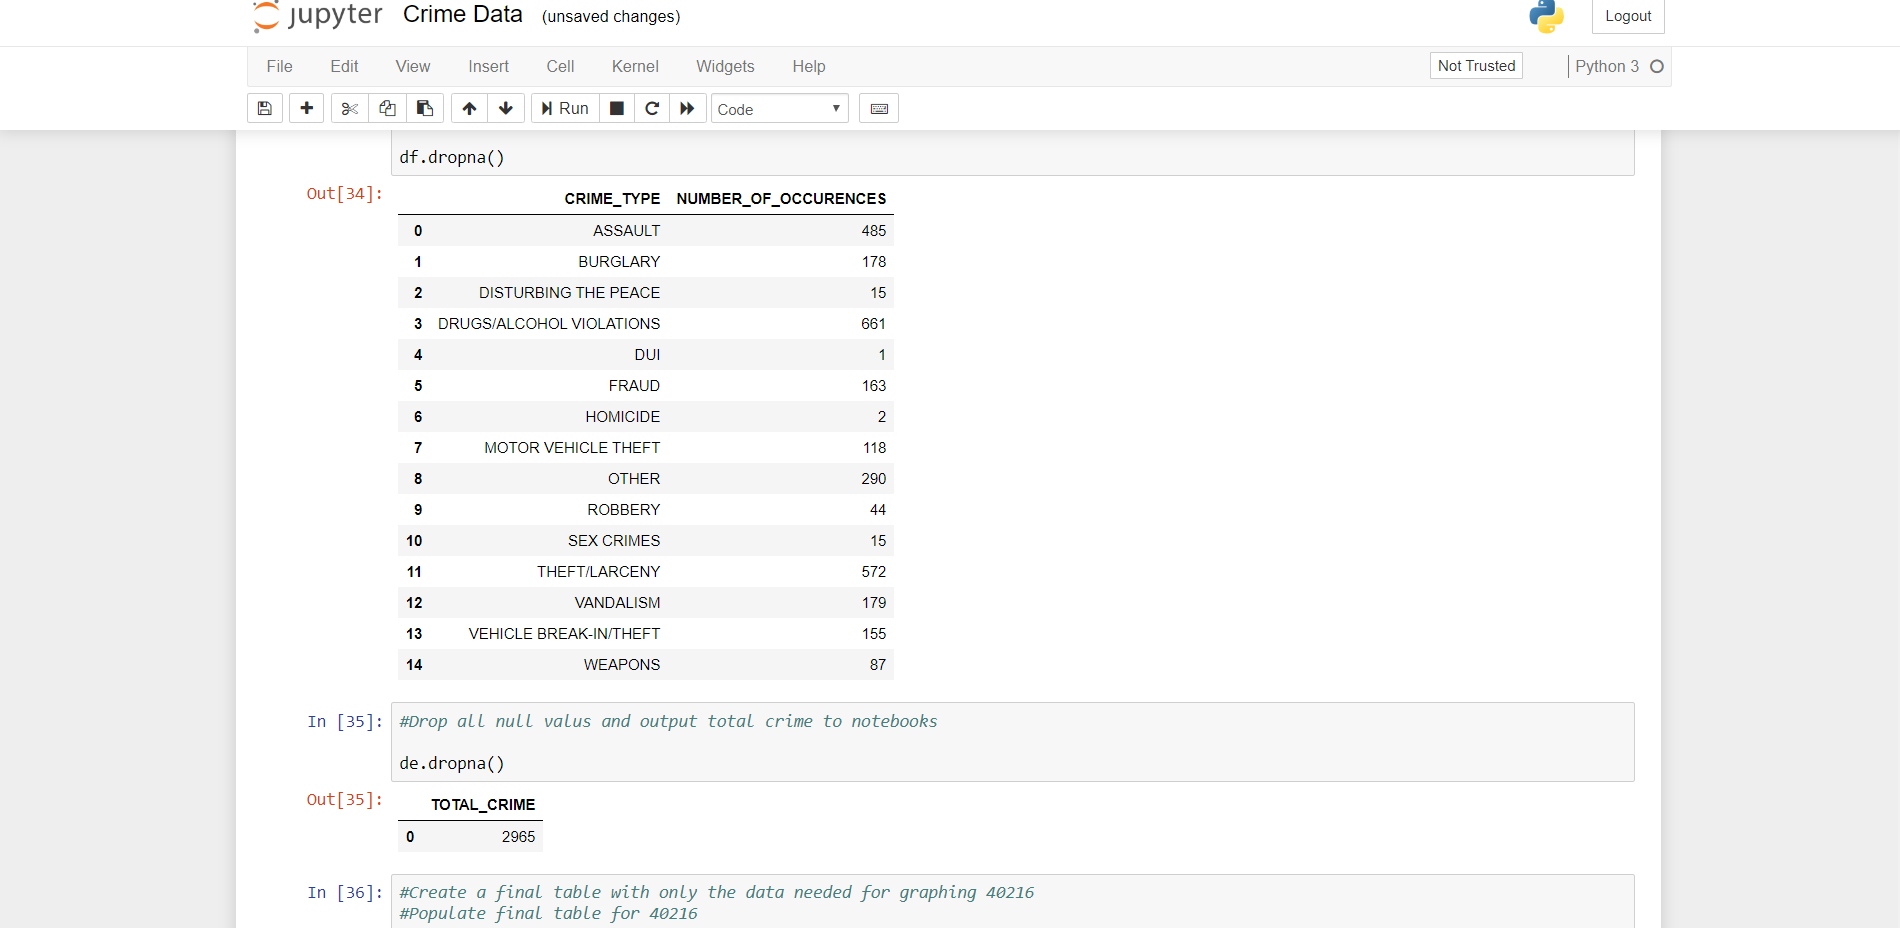 jupyter Crime Data (unsaved changes) Logout
File Edit View Insert Cell Kernel Widgets Help Not Trusted Python 3
Run Code
df.dropna()
Out[34]:
CRIME_TYPE NUMBER_OF_OCCURENCES
0 ASSAULT 485
1 BURGLARY 178
2 DISTURBING THE PEACE 15
3 DRUGS/ALCOHOL VIOLATIONS 661
4 DUI 1
5 FRAUD 163
6 HOMICIDE 2
7 MOTOR VEHICLE THEFT 118
8 OTHER 290
9 ROBBERY 44
10 SEX CRIMES 15
11 THEFT/LARCENY 572
12 VANDALISM 179
13 VEHICLE BREAK-IN/THEFT 155
14 WEAPONS 87
In [35]: #Drop all null valus and output total crime to notebooks
de.dropna()
Out[35]:
TOTAL_CRIME
0 2965
In [36]: #Create a final table with only the data needed for graphing 40216
#Populate final table for 40216